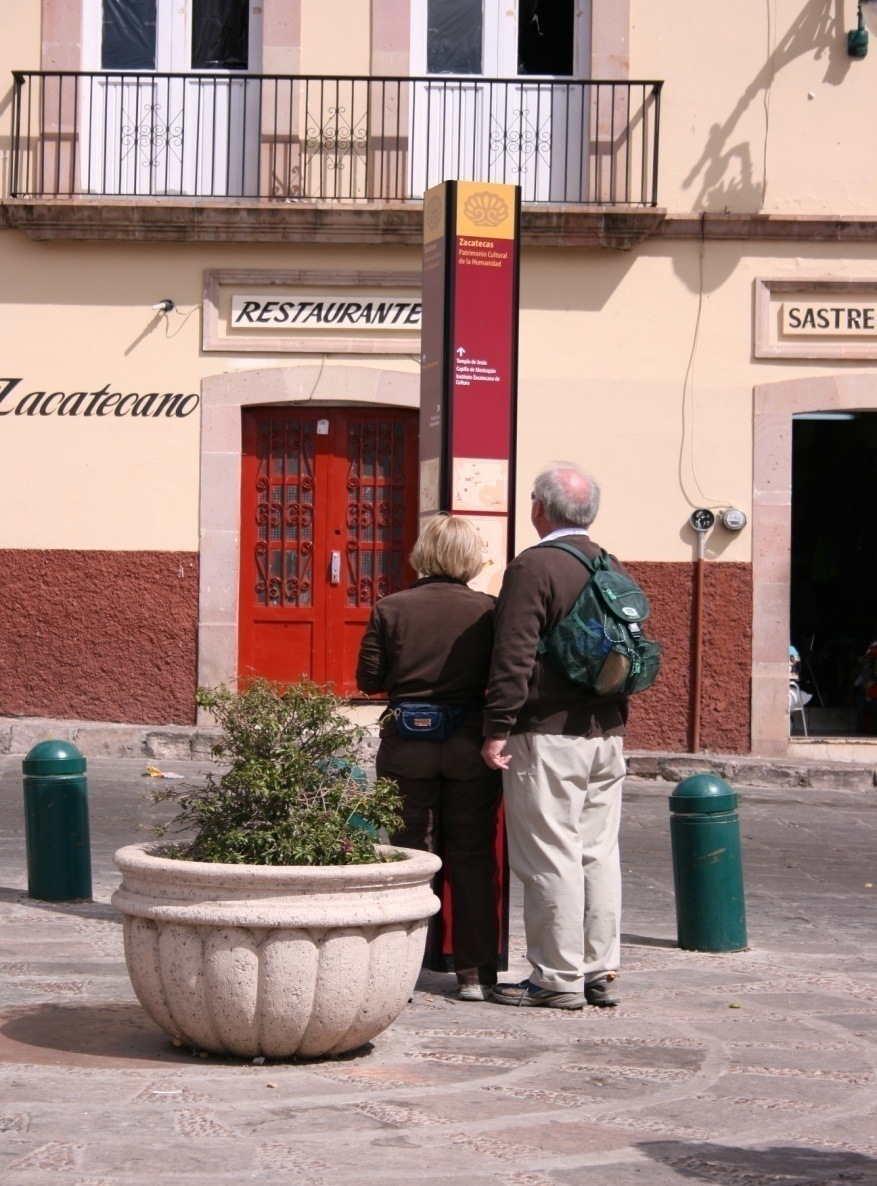 Zacatecas
Patrimonio Cultural
de la Humanidad
RESTAURANTE
SASTRE
Templo de Jesús
Capilla de Mexicapán
Instituto Zacatecano de
Cultura
Zacatecano